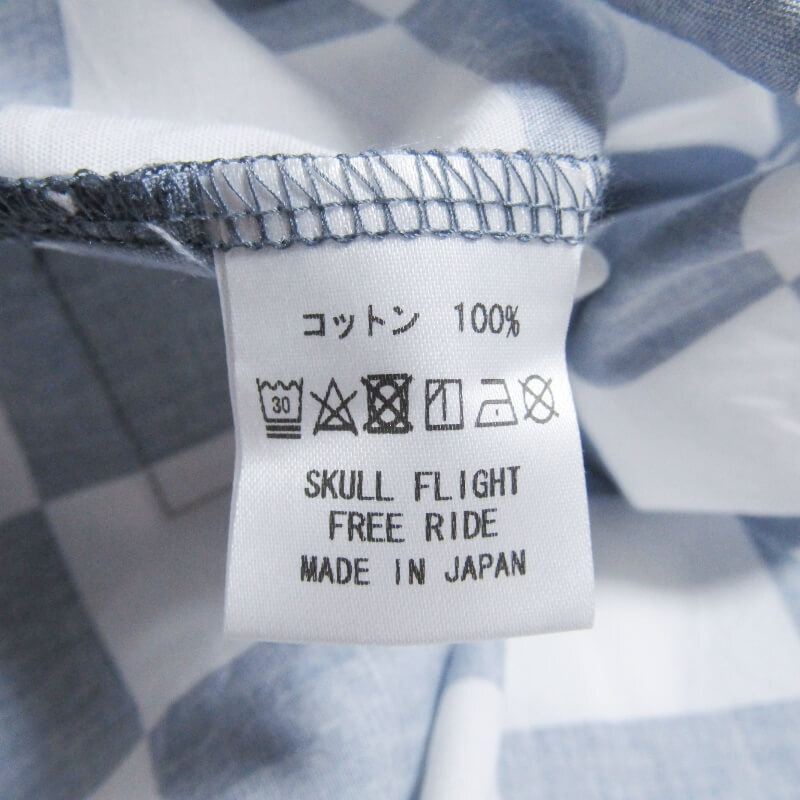 コットン 100%
30
SKULL FLIGHT
FREE RIDE
MADE IN JAPAN